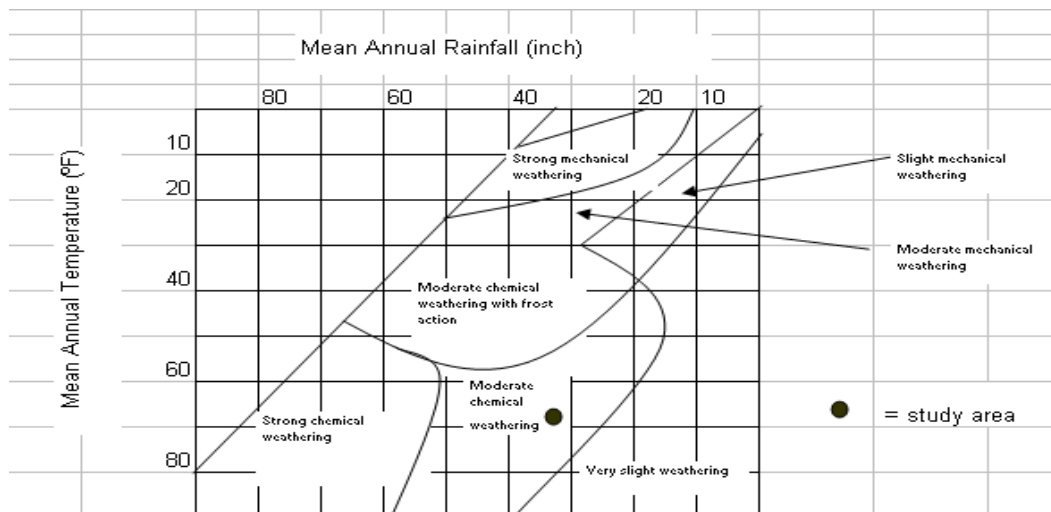 Mean Annual Rainfall (inch)
80 60 40 20 10
Mean Annual Temperature (ºF)
10
20
40
60
80
Strong mechanical
weathering
Slight mechanical
weathering
Moderate mechanical
weathering
Moderate chemical
weathering with frost
action
Moderate
chemical
weathering
Strong chemical
weathering
Very slight weathering
= study area